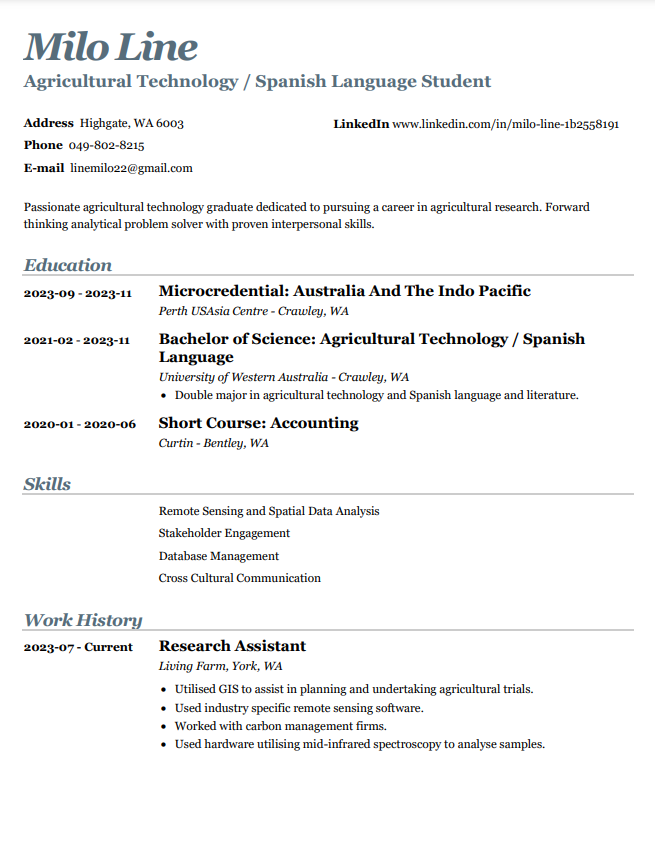 Milo Line
Agricultural Technology / Spanish Language Student
Address Highgate, WA 6003
LinkedIn www.linkedin.com/in/milo-line-1b2558191
Phone 049-802-8215
E-mail linemilo22@gmail.com
Passionate agricultural technology graduate dedicated to pursuing a career in agricultural research. Forward
thinking analytical problem solver with proven interpersonal skills.
Education
2023-09 - 2023-11
Microcredential: Australia And The Indo Pacific
Perth USAsia Centre - Crawley, WA
2021-02 - 2023-11
Bachelor of Science: Agricultural Technology / Spanish
Language
University of Western Australia - Crawley, WA
• Double major in agricultural technology and Spanish language and literature.
2020-01 - 2020-06
Short Course: Accounting
Curtin - Bentley, WA
Skills
Remote Sensing and Spatial Data Analysis
Stakeholder Engagement
Database Management
Cross Cultural Communication
Work History
2023-07 - Current
Research Assistant
Living Farm, York, WA
• Utilised GIS to assist in planning and undertaking agricultural trials.
• Used industry specific remote sensing software.
• Worked with carbon management firms.
• Used hardware utilising mid-infrared spectroscopy to analyse samples.